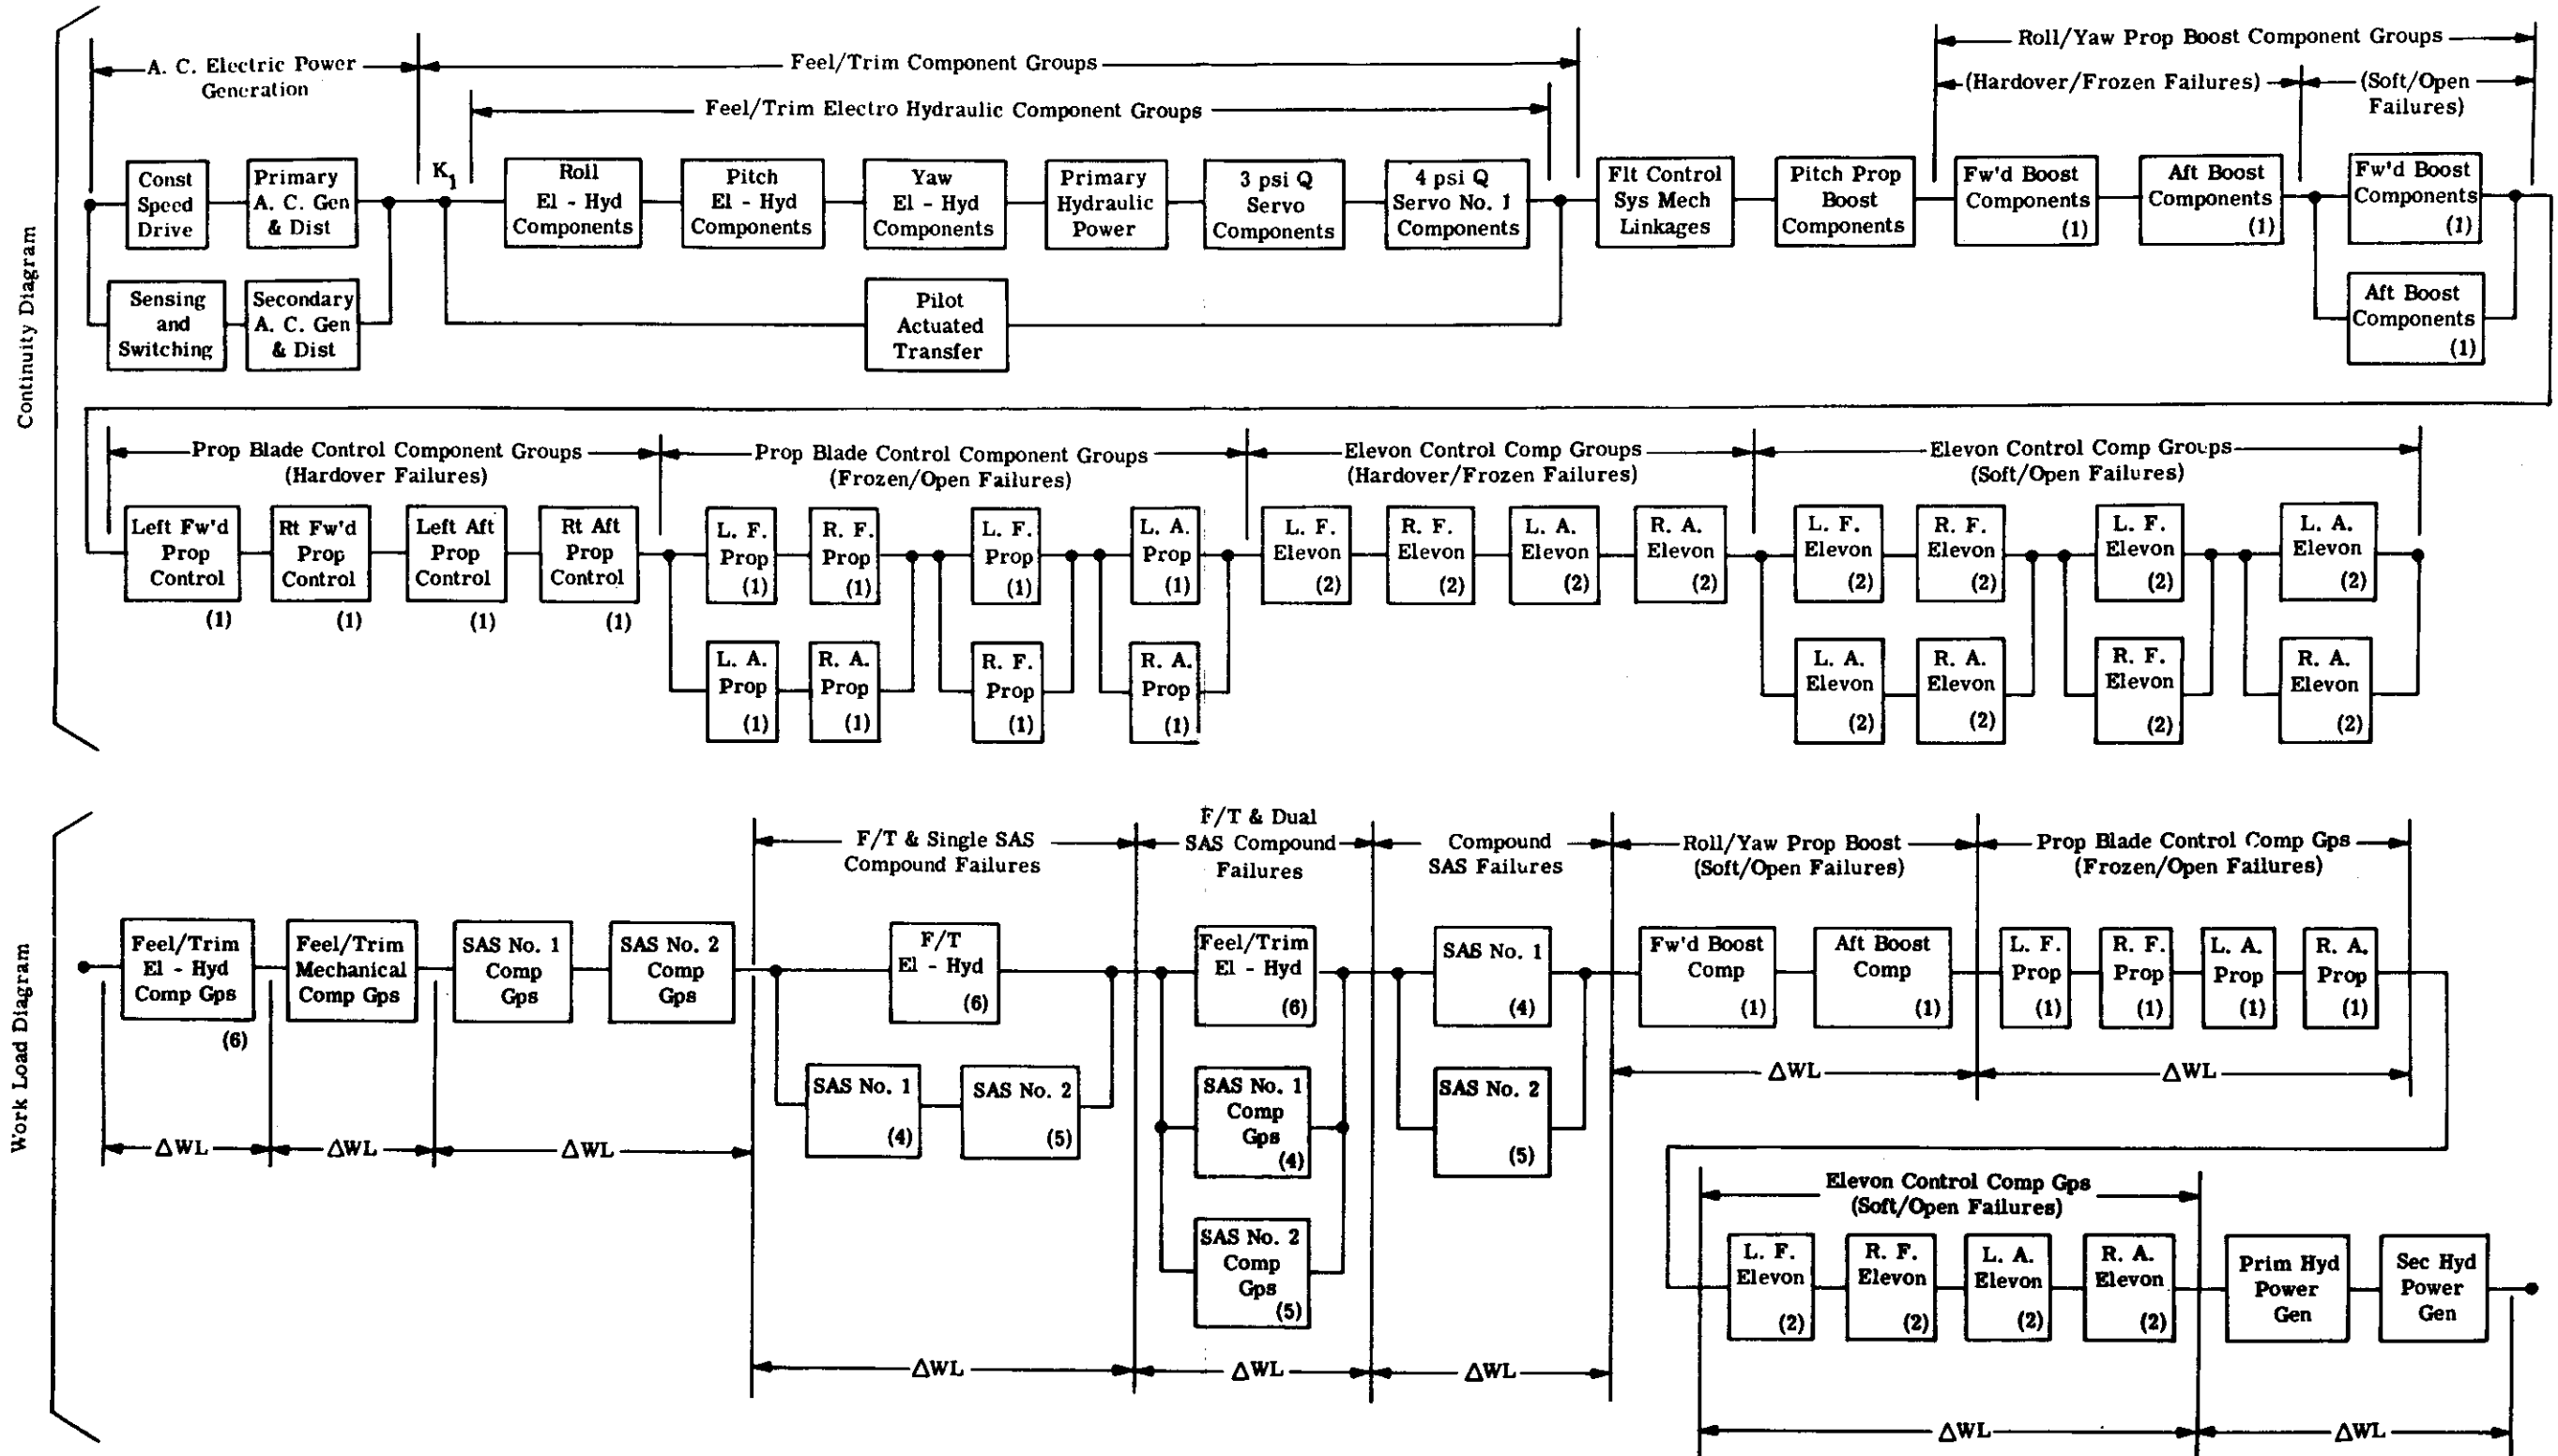 Continuity Diagram
A. C. Electric Power
Generation
Feel/Trim Component Groups
Feel/Trim Electro Hydraulic Component Groups
Roll/Yaw Prop Boost Component Groups
(Hardover/Frozen Failures)
(Soft/Open
Failures)
K1
Const
Speed
Drive
Primary
A. C. Gen
& Dist
Sensing
and
Switching
Secondary
A. C. Gen
& Dist
Roll
El - Hyd
Components
Pitch
El - Hyd
Components
Yaw
El - Hyd
Components
Primary
Hydraulic
Power
3 psi Q
Servo
Components
4 psi Q
Servo No. 1
Components
Pilot
Actuated
Transfer
Flt Control
Sys Mech
Linkages
Pitch Prop
Boost
Components
Fw'd Boost
Components
(1)
Aft Boost
Components
(1)
Fw'd Boost
Components
(1)
Aft Boost
Components
(1)
Prop Blade Control Component Groups
(Hardover Failures)
Prop Blade Control Component Groups
(Frozen/Open Failures)
Elevon Control Comp Groups
(Hardover/Frozen Failures)
Elevon Control Comp Groups
(Soft/Open Failures)
Left Fw'd
Prop
Control
(1)
Rt Fw'd
Prop
Control
(1)
Left Aft
Prop
Control
(1)
Rt Aft
Prop
Control
(1)
L. F.
Prop
(1)
R. F.
Prop
(1)
L. A.
Prop
(1)
R. A.
Prop
(1)
L. F.
Prop
(1)
R. F.
Prop
(1)
L. A.
Prop
(1)
R. A.
Prop
(1)
L. F.
Elevon
(2)
R. F.
Elevon
(2)
L. A.
Elevon
(2)
R. A.
Elevon
(2)
L. F.
Elevon
(2)
R. F.
Elevon
(2)
L. A.
Elevon
(2)
R. A.
Elevon
(2)
L. F.
Elevon
(2)
R. F.
Elevon
(2)
L. A.
Elevon
(2)
R. A.
Elevon
(2)
Work Load Diagram
F/T & Single SAS
Compound Failures
F/T & Dual
SAS Compound
Failures
Compound
SAS Failures
Roll/Yaw Prop Boost
(Soft/Open Failures)
Prop Blade Control Comp Gps
(Frozen/Open Failures)
Feel/Trim
El - Hyd
Comp Gps
(6)
Feel/Trim
Mechanical
Comp Gps
SAS No. 1
Comp
Gps
SAS No. 2
Comp
Gps
F/T
El - Hyd
(6)
SAS No. 1
(4)
SAS No. 2
(5)
Feel/Trim
El - Hyd
(6)
SAS No. 1
Comp
Gps
(4)
SAS No. 2
Comp
Gps
(5)
SAS No. 1
(4)
SAS No. 2
(5)
Fw'd Boost
Comp
(1)
Aft Boost
Comp
(1)
L. F.
Prop
(1)
R. F.
Prop
(1)
L. A.
Prop
(1)
R. A.
Prop
(1)
ΔWL
ΔWL
ΔWL
ΔWL
ΔWL
Elevon Control Comp Gps
(Soft/Open Failures)
L. F.
Elevon
(2)
R. F.
Elevon
(2)
L. A.
Elevon
(2)
R. A.
Elevon
(2)
Prim Hyd
Power
Gen
Sec Hyd
Power
Gen
ΔWL
ΔWL
ΔWL
ΔWL
ΔWL